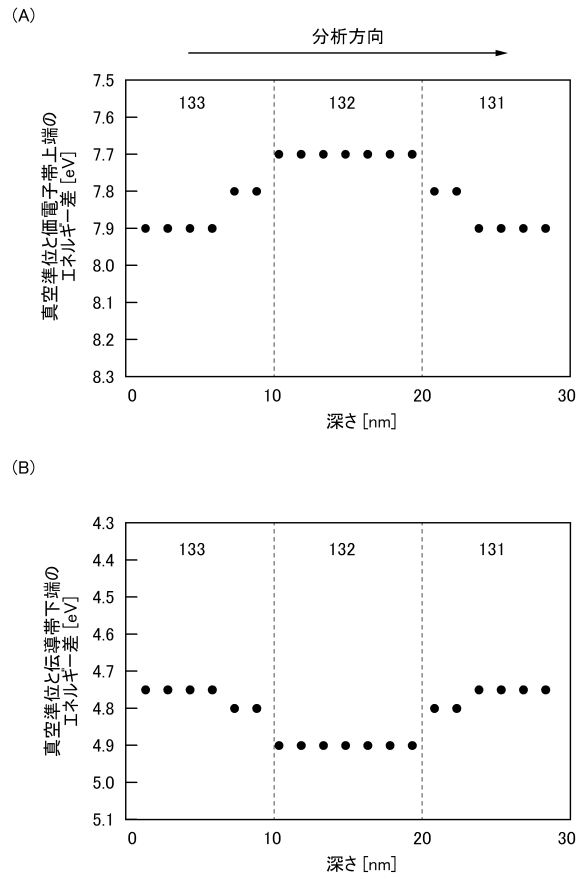 (A)
分析方向
133 132 131
7.5
7.6
7.7
7.8
7.9
8.0
8.1
8.2
8.3
真空準位と価電子帯上端の
エネルギー差 [eV]
0 10 20 30
深さ [nm]
(B)
133 132 131
4.3
4.4
4.5
4.6
4.7
4.8
4.9
5.0
5.1
真空準位と伝導帯下端の
エネルギー差 [eV]
0 10 20 30
深さ [nm]